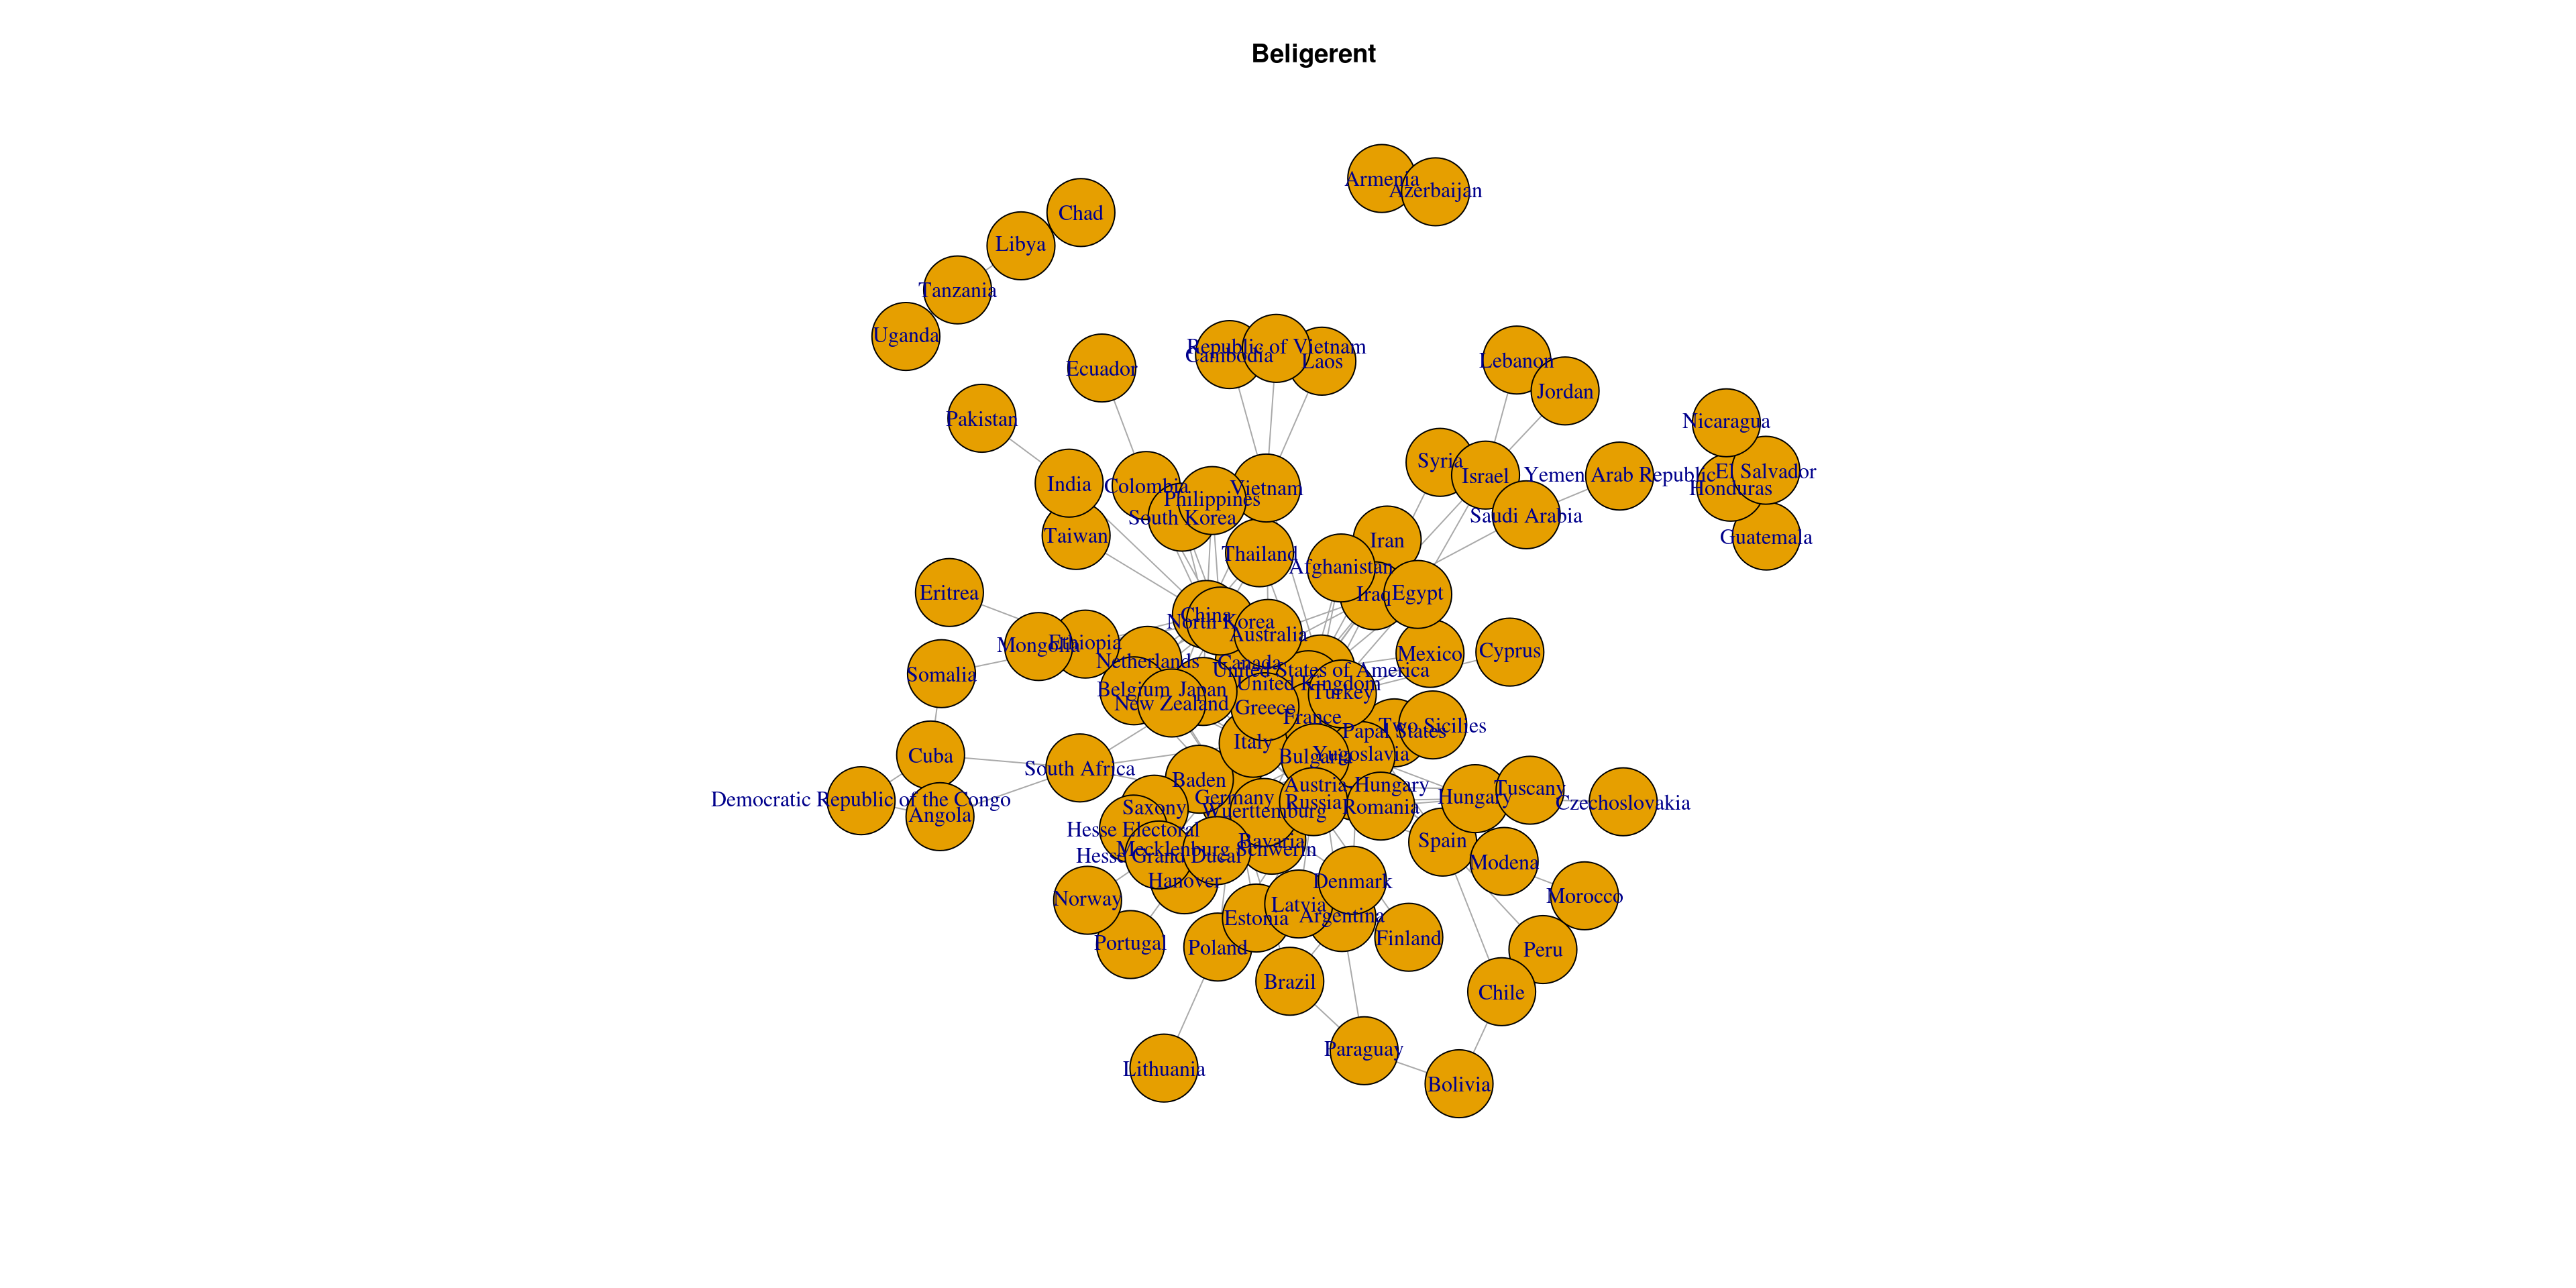 Beligerent
Armenia
Azerbaijan
Chad
Libya
Tanzania
Uganda
Republic of Vietnam
Cambodia
Laos
Ecuador
Lebanon
Jordan
Pakistan
Nicaragua
Syria
Israel
Yemen Arab Republic
El Salvador
Honduras
India
Colombia
Philippines
Vietnam
South Korea
Saudi Arabia
Taiwan
Guatemala
Iran
Thailand
Afghanistan
Eritrea
Iraq
Egypt
China
North Korea
Australia
Mongolia
Ethiopia
Netherlands
Canada
Mexico
Cyprus
Somalia
United States of America
United Kingdom
Belgium
Japan
Turkey
New Zealand
Greece
France
Two Sicilies
Papal States
Italy
Cuba
Bulgaria
Yugoslavia
South Africa
Baden
Austria-Hungary
Tuscany
Democratic Republic of the Congo
Germany
Russia
Hungary
Czechoslovakia
Angola
Saxony
Wuerttemburg
Romania
Hesse Electoral
Bavaria
Spain
Mecklenburg Schwerin
Hesse Grand Ducal
Modena
Hanover
Denmark
Norway
Latvia
Morocco
Estonia
Argentina
Portugal
Poland
Finland
Peru
Brazil
Chile
Paraguay
Lithuania
Bolivia